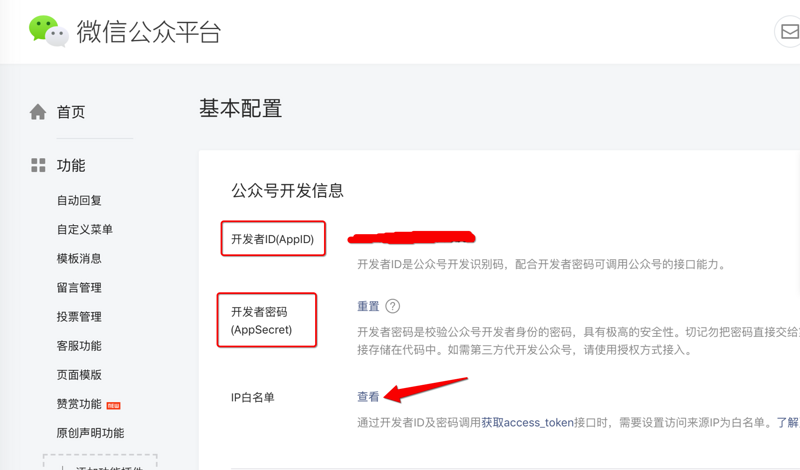 微信公众平台
首页
功能
自动回复
自定义菜单
模板消息
留言管理
投票管理
客服功能
页面模版
赞赏功能 NEW
原创声明功能
添加功能插件
基本配置
公众号开发信息
开发者ID(AppID)
开发者ID是公众号开发识别码，配合开发者密码可调用公众号的接口能力。
开发者密码
(AppSecret)
重置 ?
开发者密码是校验公众号开发者身份的密码，具有极高的安全性。切记勿把密码直接交给
接存储在代码中。如需第三方代开发公众号，请使用授权方式接入。
IP白名单
查看
通过开发者ID及密码调用获取access_token接口时，需要设置访问来源IP为白名单。了解